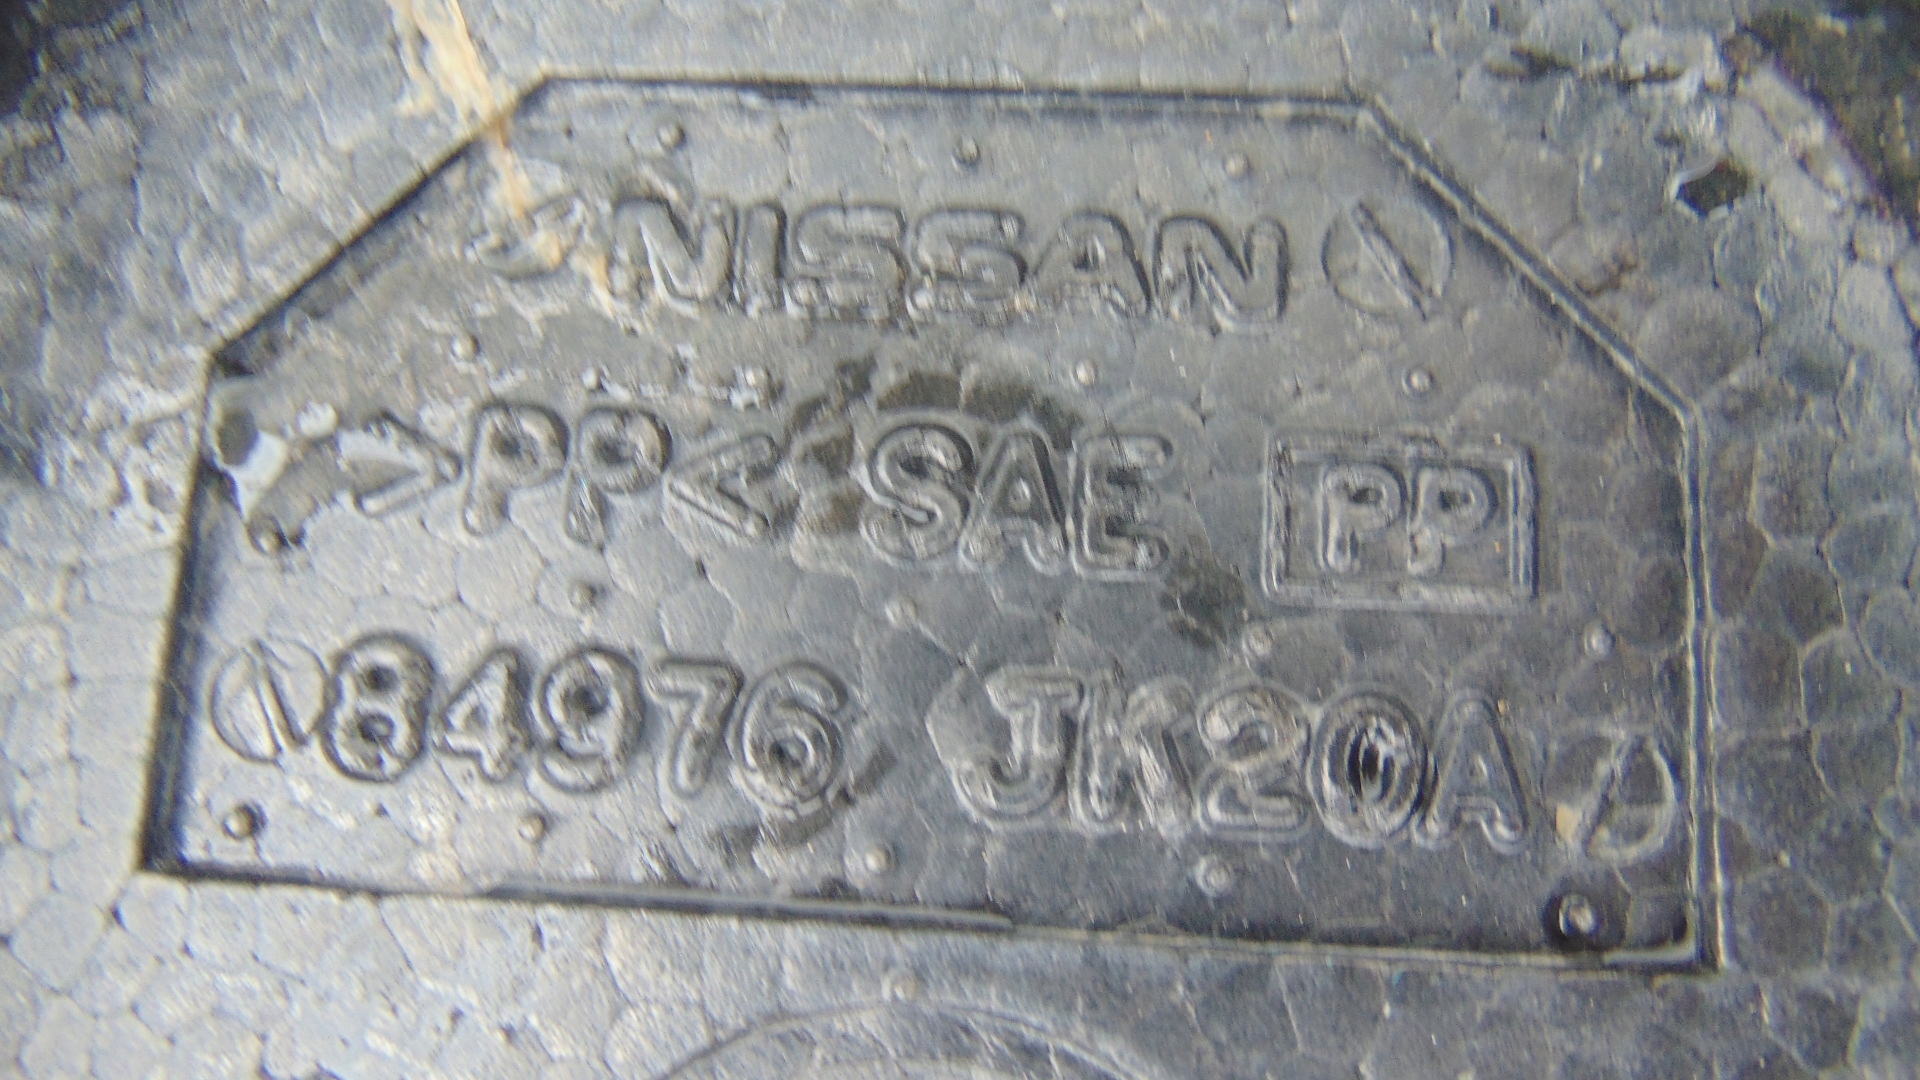 NISSAN
>PP< SAE PP
84976 JK20A